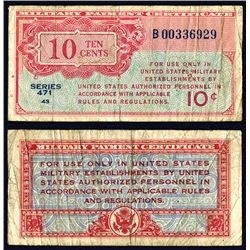 MILITARY PAYMENT CERTIFICATE
10 TEN CENTS
B00336929
SERIES 471
43
FOR USE ONLY IN
UNITED STATES MILITARY
ESTABLISHMENTS BY
UNITED STATES AUTHORIZED PERSONNEL IN
ACCORDANCE WITH APPLICABLE
RULES AND REGULATIONS.
10¢
FOR USE ONLY IN UNITED STATES
MILITARY ESTABLISHMENTS BY UNITED
STATES AUTHORIZED PERSONNEL IN
ACCORDANCE WITH APPLICABLE
RULES AND REGULATIONS.